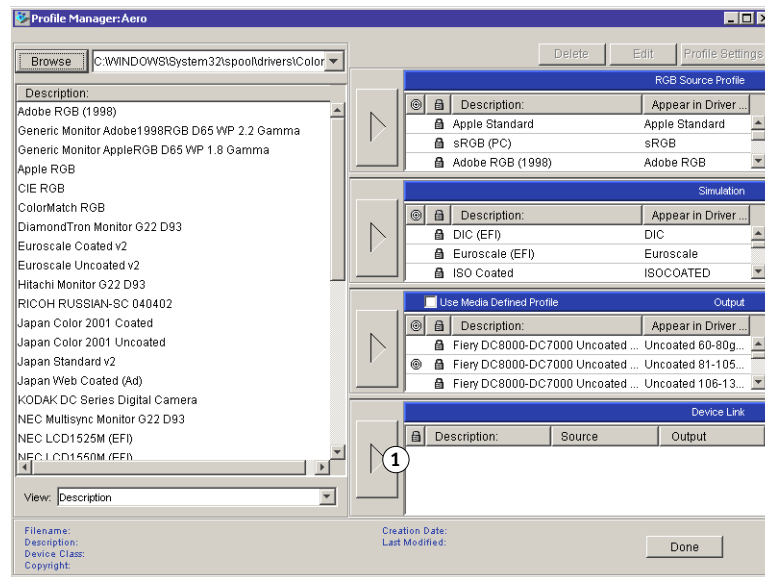 Profile Manager:Aero
Browse
C:\WINDOWS\System32\spool\drivers\Color
Delete
Edit
Profile Settings
Description:
Adobe RGB (1998)
Generic Monitor Adobe1998RGB D65 WP 2.2 Gamma
Generic Monitor AppleRGB D65 WP 1.8 Gamma
Apple RGB
CIE RGB
ColorMatch RGB
DiamondTron Monitor G22 D93
Euroscale Coated v2
Euroscale Uncoated v2
Hitachi Monitor G22 D93
RICOH RUSSIAN-SC 040402
Japan Color 2001 Coated
Japan Color 2001 Uncoated
Japan Standard v2
Japan Web Coated (Ad)
KODAK DC Series Digital Camera
NEC Multisync Monitor G22 D93
NEC LCD1525M (EFI)
NEC LCD1550M (EFI)
View: Description
RGB Source Profile
Description: Appear in Driver ...
Apple Standard Apple Standard
sRGB (PC) sRGB
Adobe RGB (1998) Adobe RGB
Simulation
Description: Appear in Driver ...
DIC (EFI) DIC
Euroscale (EFI) Euroscale
ISO Coated ISOCOATED
Use Media Defined Profile Output
Description: Appear in Driver ...
Fiery DC8000-DC7000 Uncoated ... Uncoated 60-80g...
Fiery DC8000-DC7000 Uncoated ... Uncoated 81-105...
Fiery DC8000-DC7000 Uncoated ... Uncoated 106-13...
Device Link
Description: Source Output
1
Filename:
Description:
Device Class:
Copyright:
Creation Date:
Last Modified:
Done